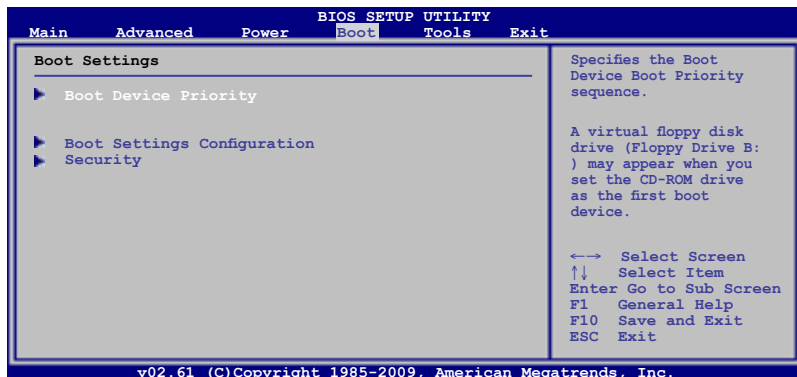 BIOS SETUP UTILITY
Main Advanced Power Boot Tools Exit
Boot Settings
Boot Device Priority
Boot Settings Configuration
Security
Specifies the Boot
Device Boot Priority
sequence.
A virtual floppy disk
drive (Floppy Drive B:
) may appear when you
set the CD-ROM drive
as the first boot
device.
←→ Select Screen
↑↓ Select Item
Enter Go to Sub Screen
F1 General Help
F10 Save and Exit
ESC Exit
v02.61 (C)Copyright 1985-2009, American Megatrends, Inc.